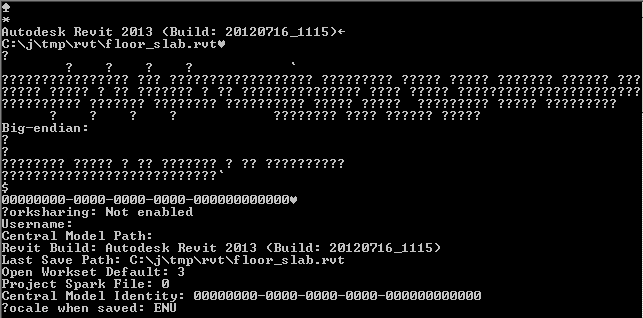 ♠
*
Autodesk Revit 2013 (Build: 20120716_1115)←
C:\j\tmp\rvt\floor_slab.rvt♥
?
? ? ? ? `
???????????????? ??? ?????????????????? ????????? ????? ????? ??????? ?????? ???
????? ????? ? ?? ??????? ? ?? ??????????????? ???? ????? ???????????????????????
?????????? ??????? ???????? ?????????? ????? ????? ????????? ????? ?????????
? ? ? ? ???????? ???? ?????? ?????
Big-endian:
?
?
???????? ????? ? ?? ??????? ? ?? ??????????
??????????????????????????`
$
00000000-0000-0000-0000-000000000000♥
?orksharing: Not enabled
Username:
Central Model Path:
Revit Build: Autodesk Revit 2013 (Build: 20120716_1115)
Last Save Path: C:\j\tmp\rvt\floor_slab.rvt
Open Workset Default: 3
Project Spark File: 0
Central Model Identity: 00000000-0000-0000-0000-000000000000
?ocale when saved: ENU